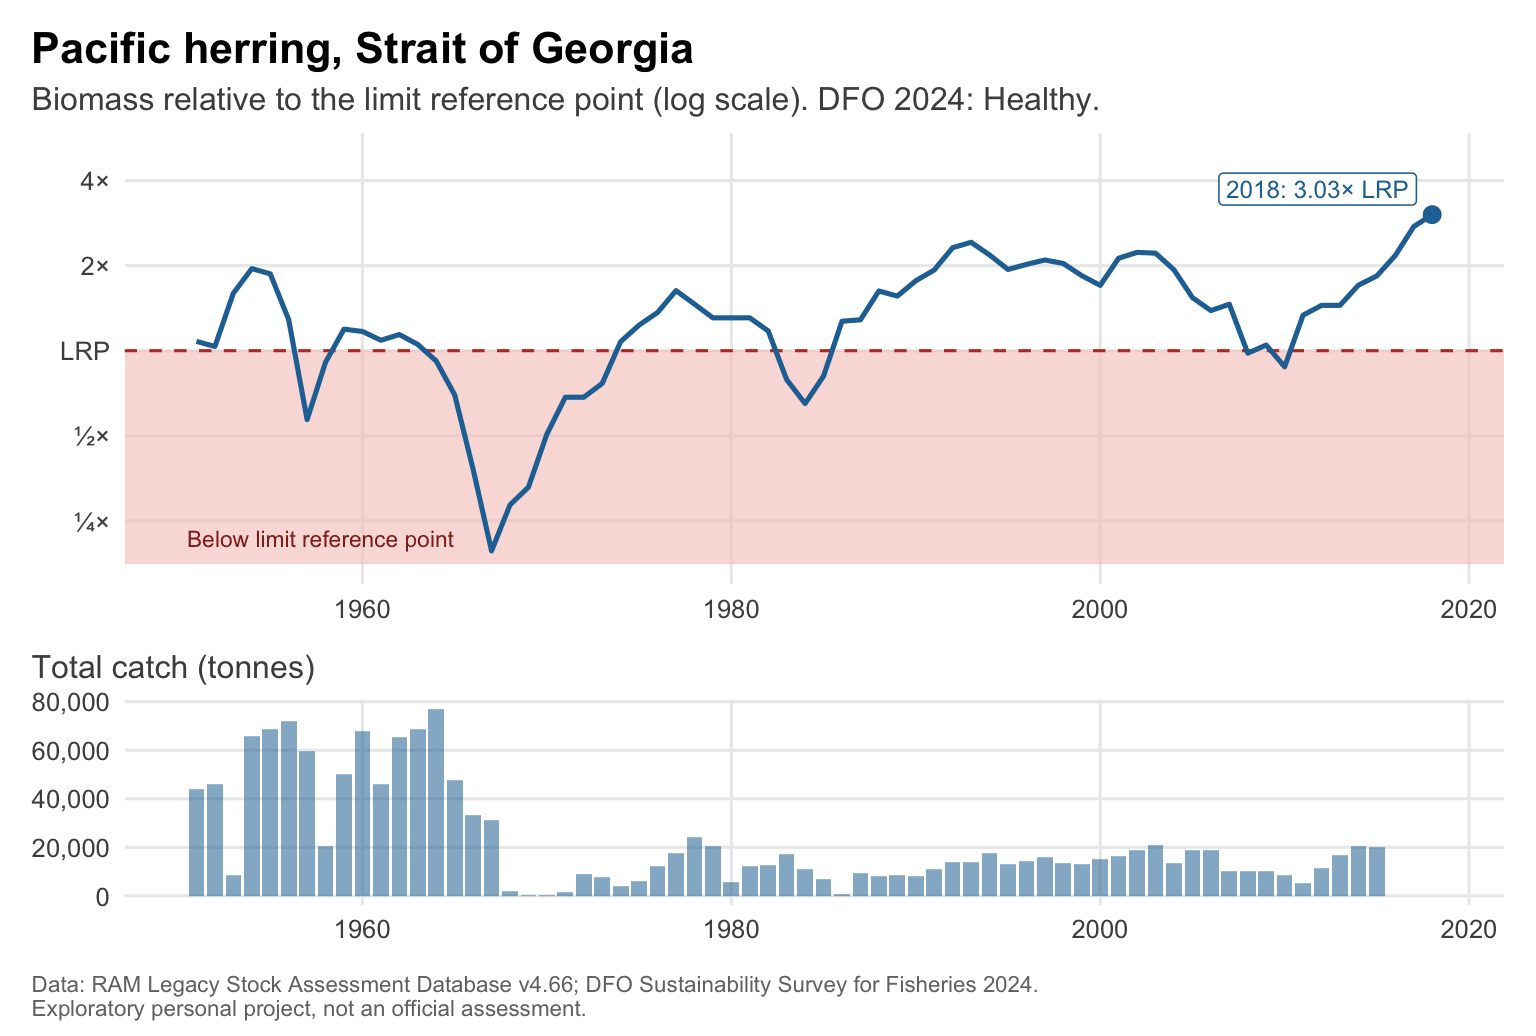 Pacific herring, Strait of Georgia
Biomass relative to the limit reference point (log scale). DFO 2024: Healthy.
4×
2018: 3.03× LRP
2×
LRP
½×
¼×
Below limit reference point
1960 1980 2000 2020
Total catch (tonnes)
80,000
60,000
40,000
20,000
0
1960 1980 2000 2020
Data: RAM Legacy Stock Assessment Database v4.66; DFO Sustainability Survey for Fisheries 2024.
Exploratory personal project, not an official assessment.